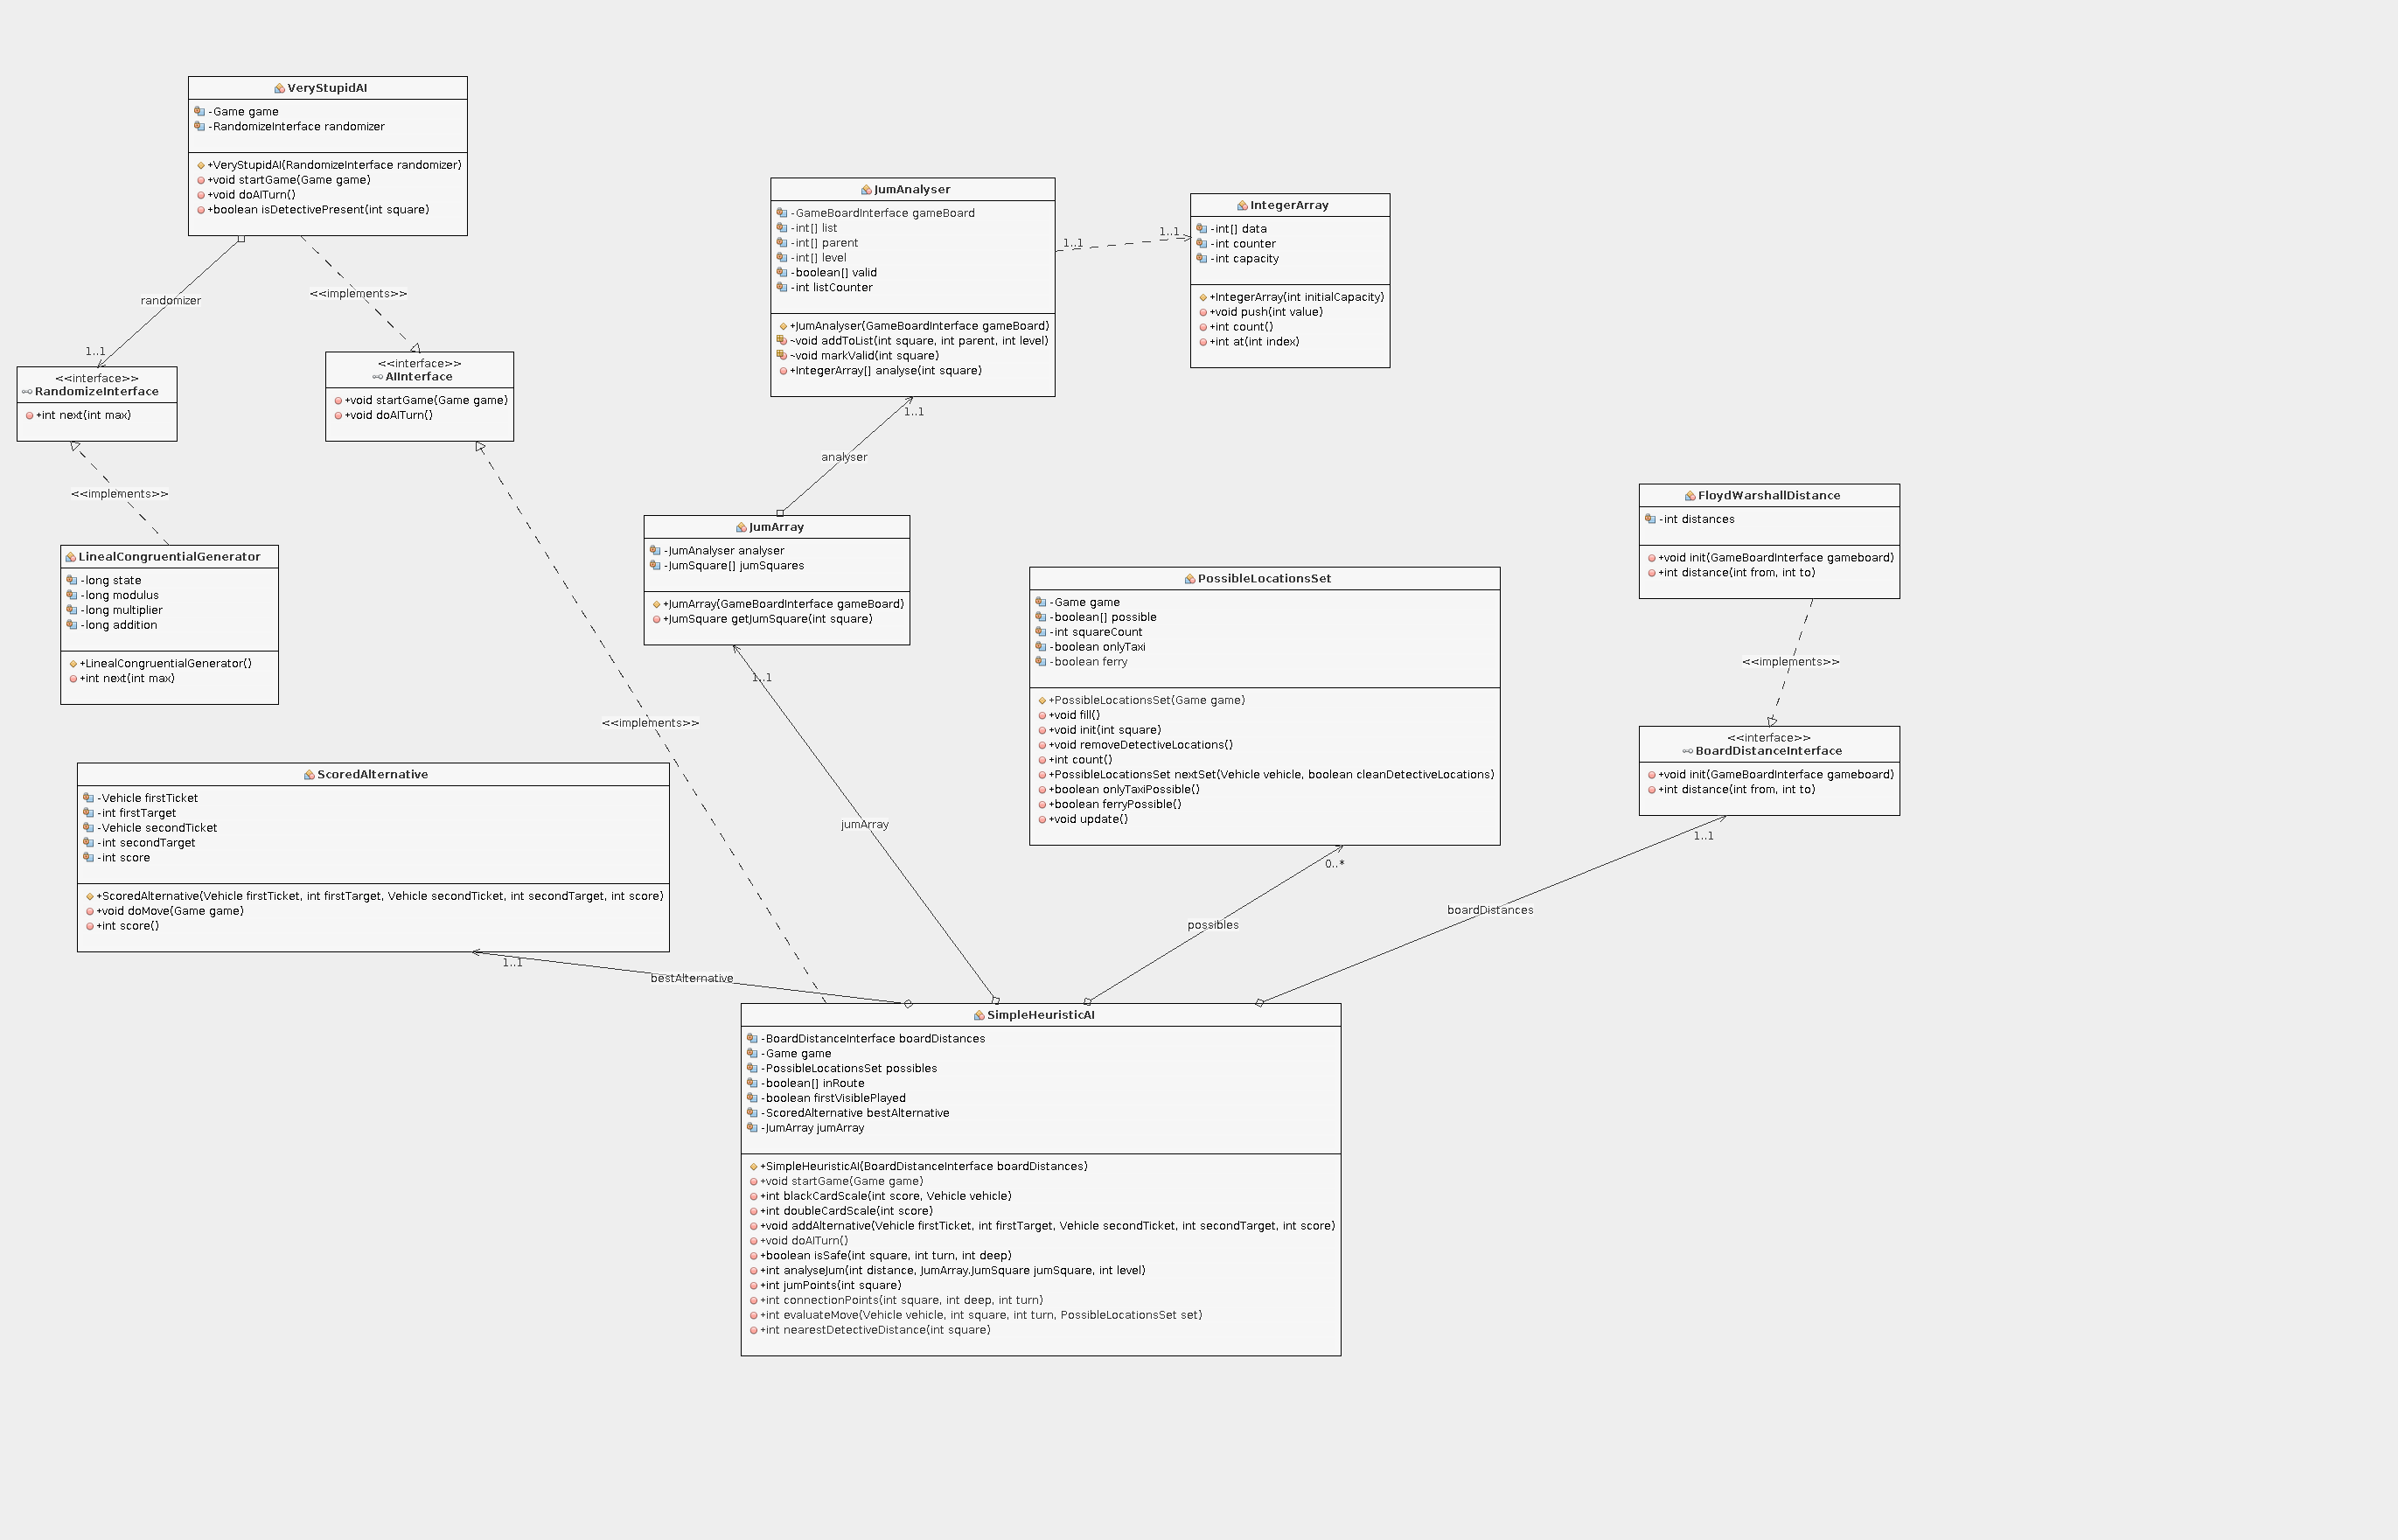 VeryStupidAI
-Game game
-RandomizeInterface randomizer
+VeryStupidAI(RandomizeInterface randomizer)
+void startGame(Game game)
+void doAITurn()
+boolean isDetectivePresent(int square)
randomizer
1..1
<<implements>>
<<interface>>
RandomizeInterface
+int next(int max)
<<interface>>
AIInterface
+void startGame(Game game)
+void doAITurn()
<<implements>>
LinealCongruentialGenerator
-long state
-long modulus
-long multiplier
-long addition
+LinealCongruentialGenerator()
+int next(int max)
JumAnalyser
-GameBoardInterface gameBoard
-int[] list
-int[] parent
-int[] level
-boolean[] valid
-int listCounter
+JumAnalyser(GameBoardInterface gameBoard)
-void addToList(int square, int parent, int level)
-void markValid(int square)
+IntegerArray[] analyse(int square)
1..1
1..1
IntegerArray
-int[] data
-int counter
-int capacity
+IntegerArray(int initialCapacity)
+void push(int value)
+int count()
+int at(int index)
1..1
analyser
JumArray
-JumAnalyser analyser
-JumSquare[] jumSquares
+JumArray(GameBoardInterface gameBoard)
+JumSquare getJumSquare(int square)
1..1
<<implements>>
jumArray
PossibleLocationsSet
-Game game
-boolean[] possible
-int squareCount
-boolean onlyTaxi
-boolean ferry
+PossibleLocationsSet(Game game)
+void fill()
+void init(int square)
+void removeDetectiveLocations()
+int count()
+PossibleLocationsSet nextSet(Vehicle vehicle, boolean cleanDetectiveLocations)
+boolean onlyTaxiPossible()
+boolean ferryPossible()
+void update()
0..*
possibles
FloydWarshallDistance
-int distances
+void init(GameBoardInterface gameboard)
+int distance(int from, int to)
<<implements>>
<<interface>>
BoardDistanceInterface
+void init(GameBoardInterface gameboard)
+int distance(int from, int to)
1..1
boardDistances
ScoredAlternative
-Vehicle firstTicket
-int firstTarget
-Vehicle secondTicket
-int secondTarget
-int score
+ScoredAlternative(Vehicle firstTicket, int firstTarget, Vehicle secondTicket, int secondTarget, int score)
+void doMove(Game game)
+int score()
1..1
bestAlternative
SimpleHeuristicAI
-BoardDistanceInterface boardDistances
-Game game
-PossibleLocationsSet possibles
-boolean[] inRoute
-boolean firstVisiblePlayed
-ScoredAlternative bestAlternative
-JumArray jumArray
+SimpleHeuristicAI(BoardDistanceInterface boardDistances)
+void startGame(Game game)
+int blackCardScale(int score, Vehicle vehicle)
+int doubleCardScale(int score)
+void addAlternative(Vehicle firstTicket, int firstTarget, Vehicle secondTicket, int secondTarget, int score)
+void doAITurn()
+boolean isSafe(int square, int turn, int deep)
+int analyseJum(int distance, JumArray.JumSquare jumSquare, int level)
+int jumPoints(int square)
+int connectionPoints(int square, int deep, int turn)
+int evaluateMove(Vehicle vehicle, int square, int turn, PossibleLocationsSet set)
+int nearestDetectiveDistance(int square)